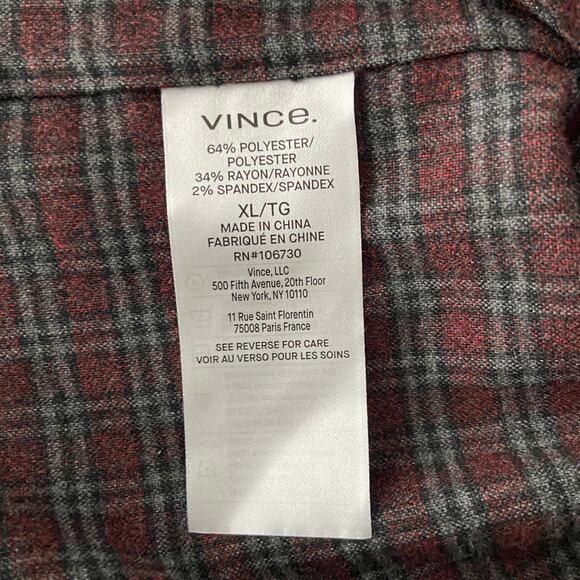 VINCE.
64% POLYESTER/
POLYESTER
34% RAYON/RAYONNE
2% SPANDEX/SPANDEX
XL/TG
MADE IN CHINA
FABRIQUÉ EN CHINE
RN#106730
Vince, LLC
500 Fifth Avenue, 20th Floor
New York, NY 10110
11 Rue Saint Florentin
75008 Paris France
SEE REVERSE FOR CARE
VOIR AU VERSO POUR LES SOINS